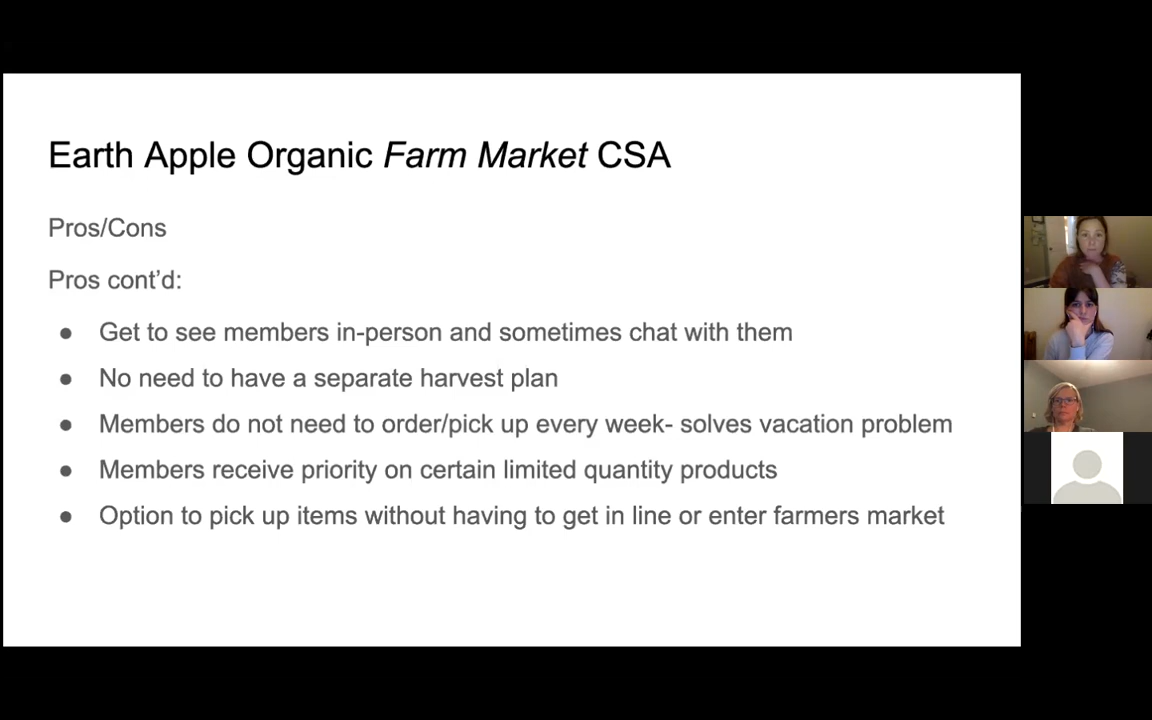 Earth Apple Organic Farm Market CSA
Pros/Cons
Pros cont’d:
● Get to see members in-person and sometimes chat with them
● No need to have a separate harvest plan
● Members do not need to order/pick up every week- solves vacation problem
● Members receive priority on certain limited quantity products
● Option to pick up items without having to get in line or enter farmers market